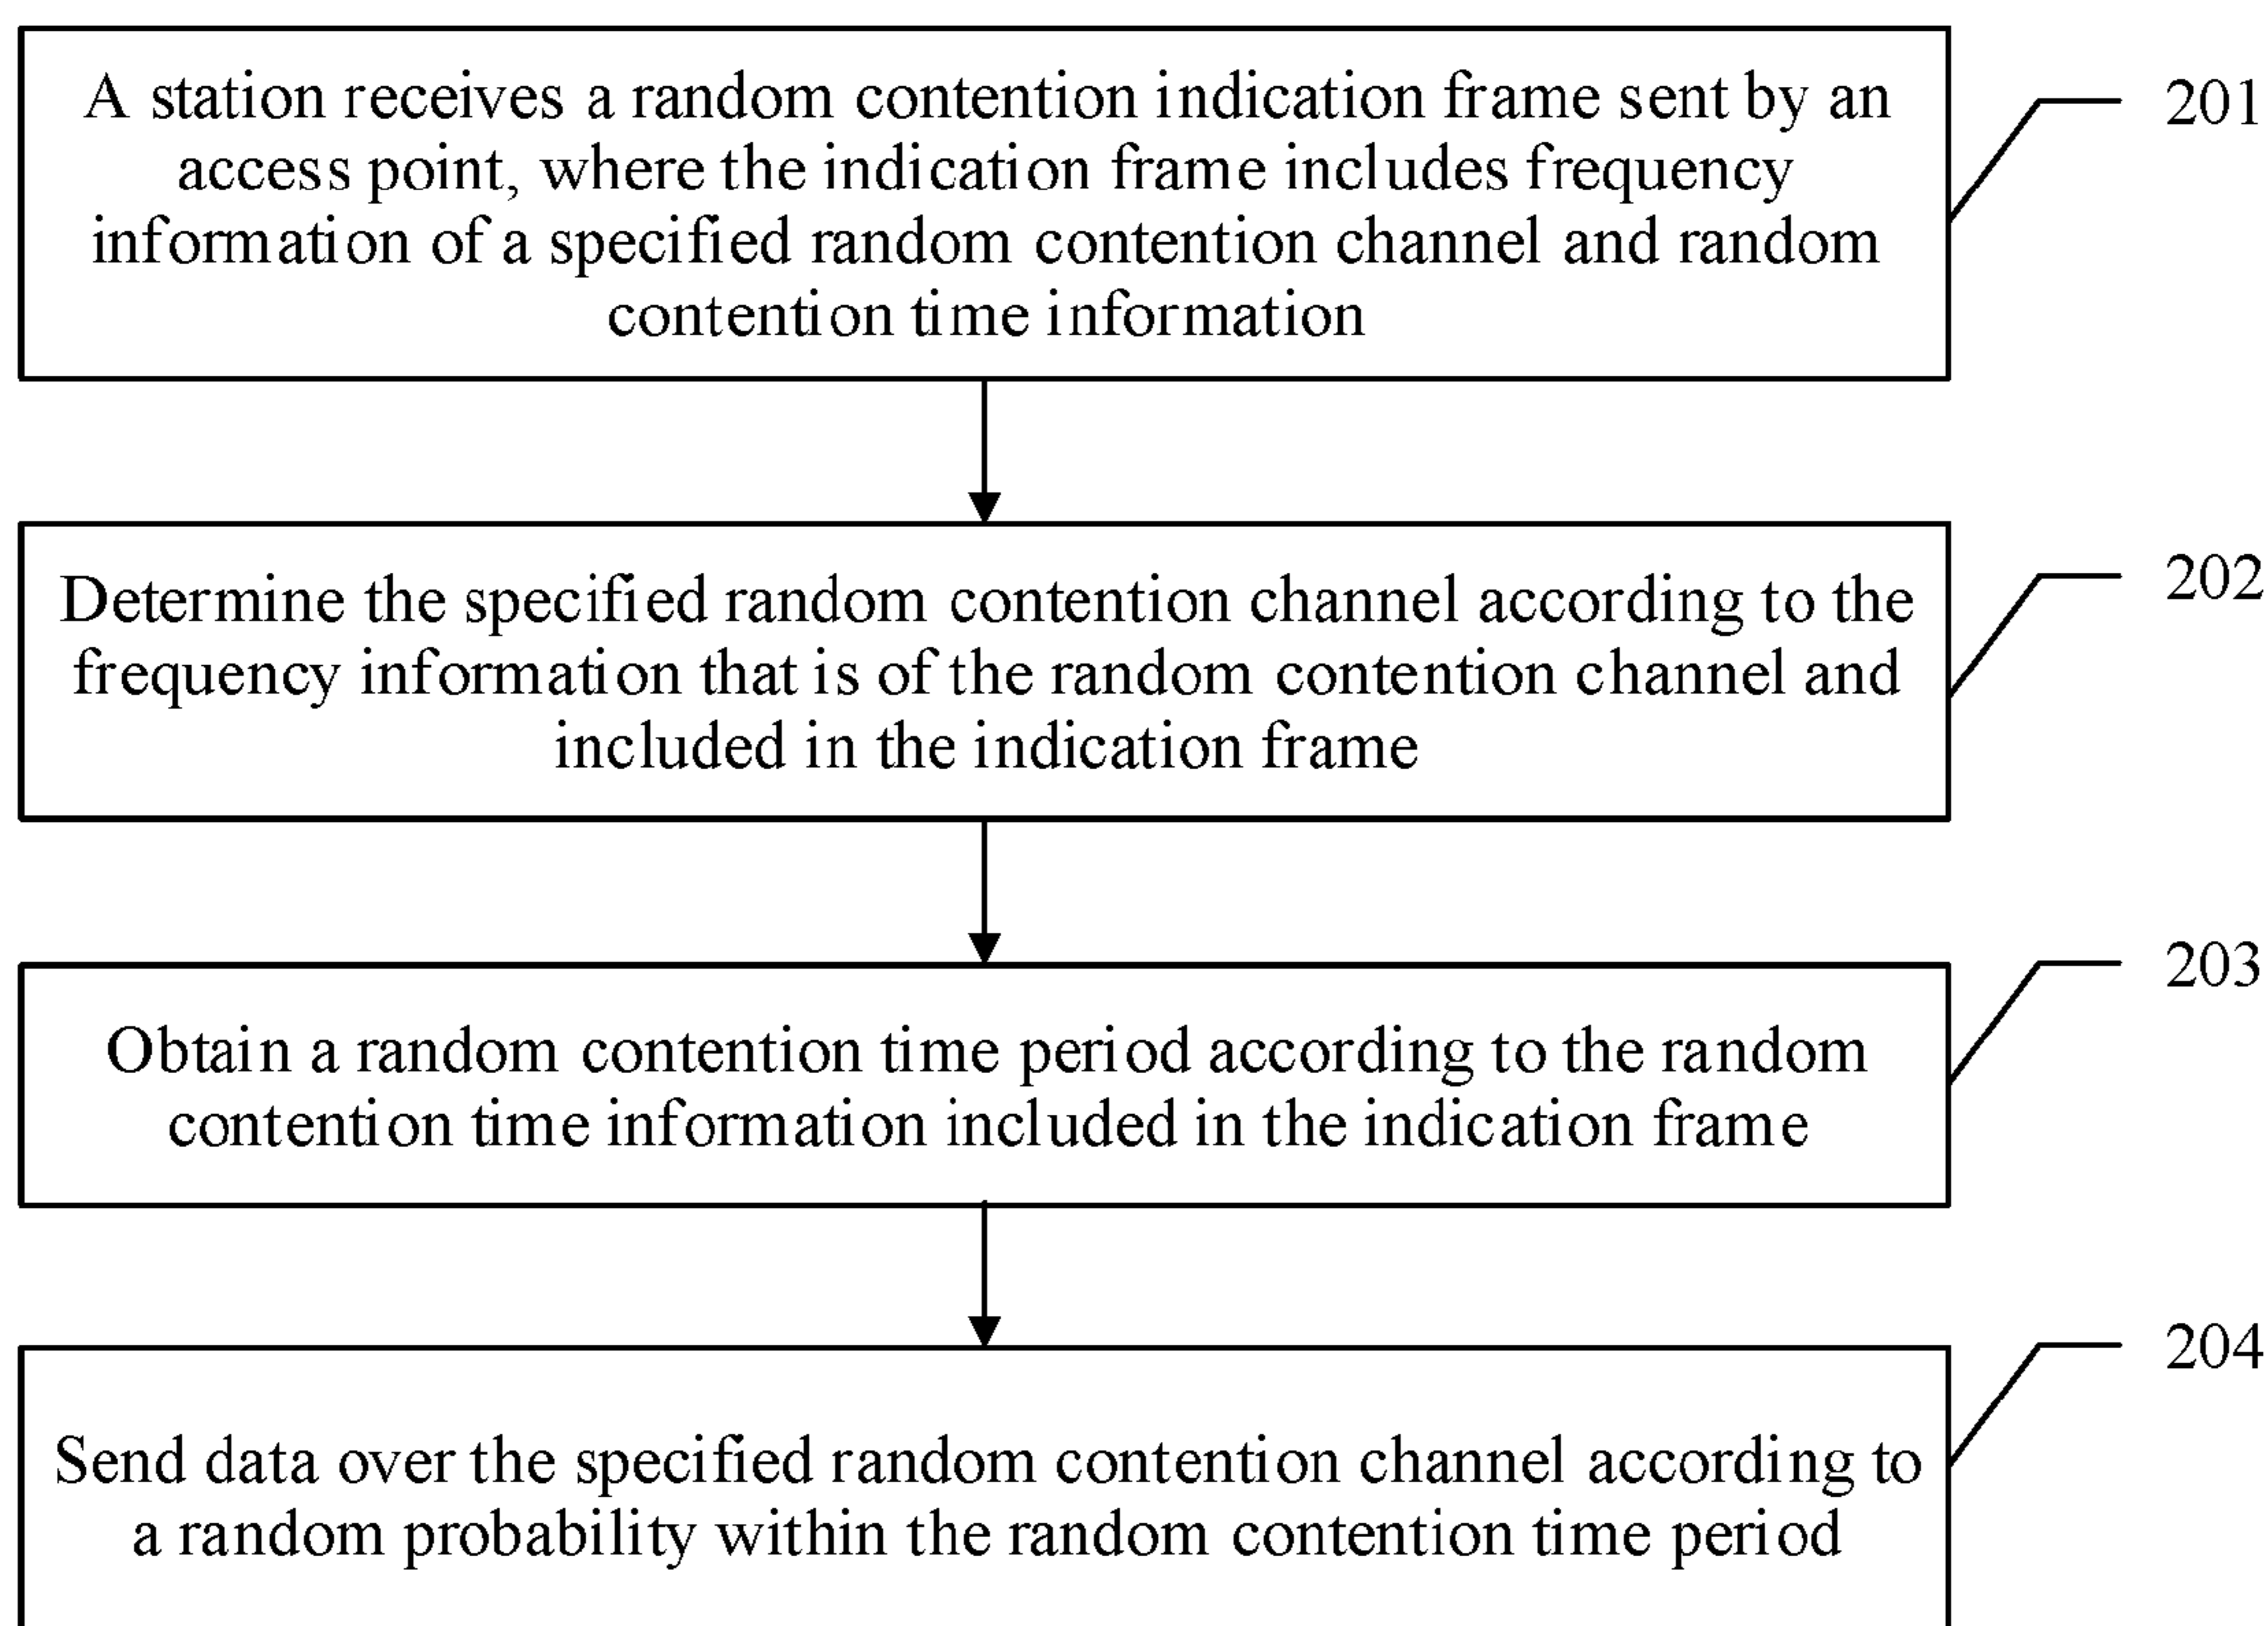 A station receives a random contention indication frame sent by an
access point, where the indication frame includes frequency
information of a specified random contention channel and random
contention time information
201
Determine the specified random contention channel according to the
frequency information that is of the random contention channel and
included in the indication frame
202
Obtain a random contention time period according to the random
contention time information included in the indication frame
203
Send data over the specified random contention channel according to
a random probability within the random contention time period
204